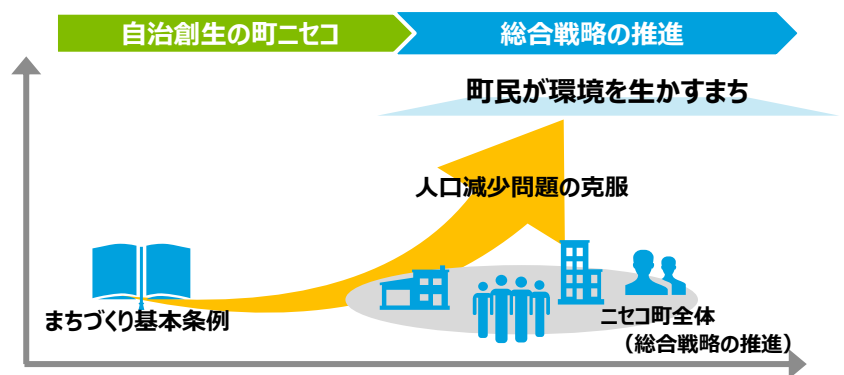 自治創生の町ニセコ
総合戦略の推進
町民が環境を生かすまち
人口減少問題の克服
まちづくり基本条例
ニセコ町全体
（総合戦略の推進）